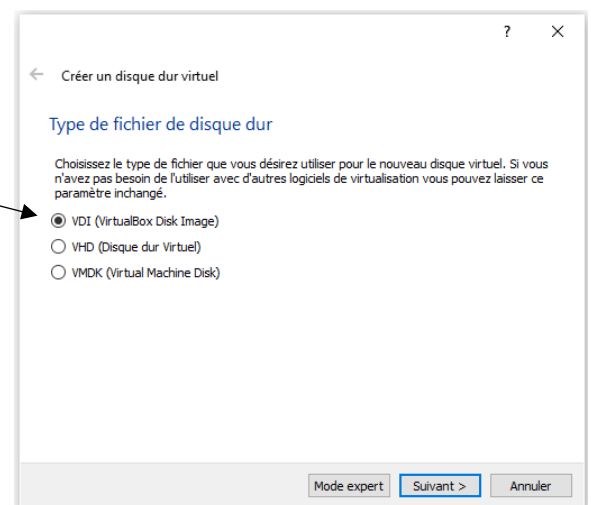 ?
Créer un disque dur virtuel
Type de fichier de disque dur
Choisissez le type de fichier que vous désirez utiliser pour le nouveau disque virtuel. Si vous
n'avez pas besoin de l'utiliser avec d'autres logiciels de virtualisation vous pouvez laisser ce
paramètre inchangé.
VDI (VirtualBox Disk Image)
VHD (Disque dur Virtuel)
VMDK (Virtual Machine Disk)
Mode expert Suivant > Annuler